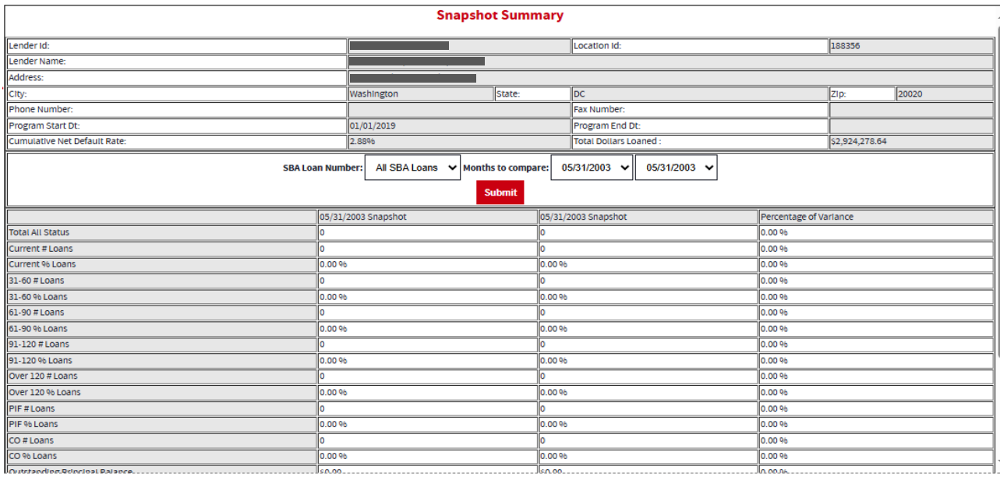 Snapshot Summary
Lender Id: Location Id: 188356
Lender Name:
Address:
City: Washington State: DC Zip: 20020
Phone Number: Fax Number:
Program Start Dt: 01/01/2019 Program End Dt:
Cumulative Net Default Rate: 2.88% Total Dollars Loaned : $2,924,278.64
SBA Loan Number: All SBA Loans Months to compare: 05/31/2003 05/31/2003
Submit
05/31/2003 Snapshot 05/31/2003 Snapshot Percentage of Variance
Total All Status 0 0 0.00 %
Current # Loans 0 0 0.00 %
Current % Loans 0.00 % 0.00 % 0.00 %
31-60 # Loans 0 0 0.00 %
31-60 % Loans 0.00 % 0.00 % 0.00 %
61-90 # Loans 0 0 0.00 %
61-90 % Loans 0.00 % 0.00 % 0.00 %
91-120 # Loans 0 0 0.00 %
91-120 % Loans 0.00 % 0.00 % 0.00 %
Over 120 # Loans 0 0 0.00 %
Over 120 % Loans 0.00 % 0.00 % 0.00 %
PIF # Loans 0 0 0.00 %
PIF % Loans 0.00 % 0.00 % 0.00 %
CO # Loans 0 0 0.00 %
CO % Loans 0.00 % 0.00 % 0.00 %
Outstanding Principal Balance $0.00 $0.00 0.00 %